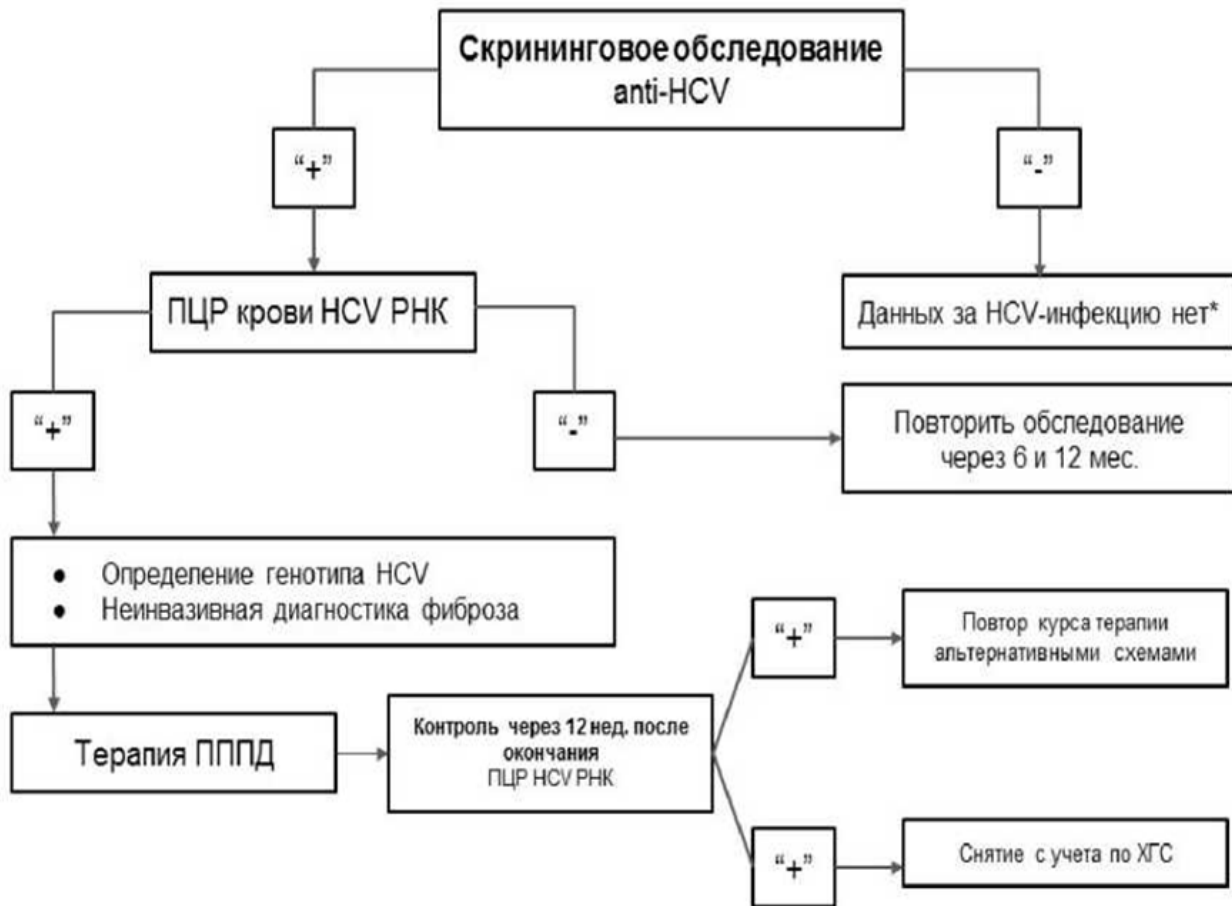 Скрининговое обследование
anti-HCV
“+”
“-”
ПЦР крови HCV РНК
Данных за HCV-инфекцию нет*
“+”
“-”
Повторить обследование
через 6 и 12 мес.
● Определение генотипа HCV
● Неинвазивная диагностика фиброза
“+”
Повтор курса терапии
альтернативными схемами
Терапия ПППД
Контроль через 12 нед. после
окончания
ПЦР HCV РНК
“+”
Снятие с учета по ХГС